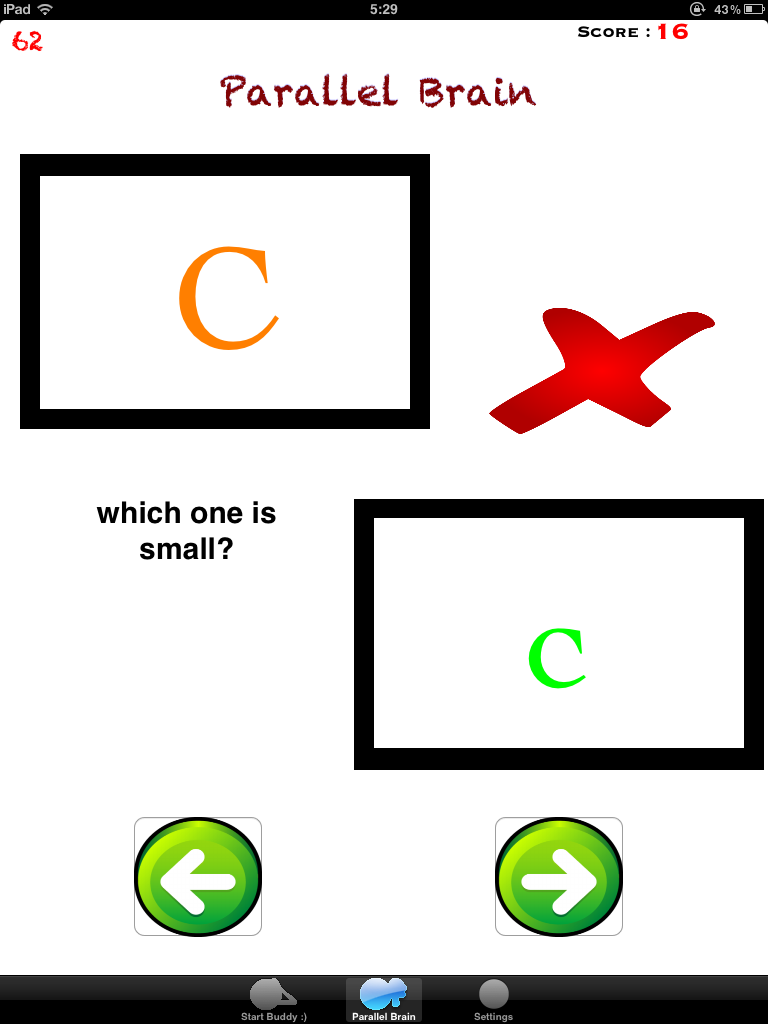 iPad 5:29 43%
62 Score : 16
Parallel Brain
C
which one is
small?
c
Start Buddy :) Parallel Brain Settings